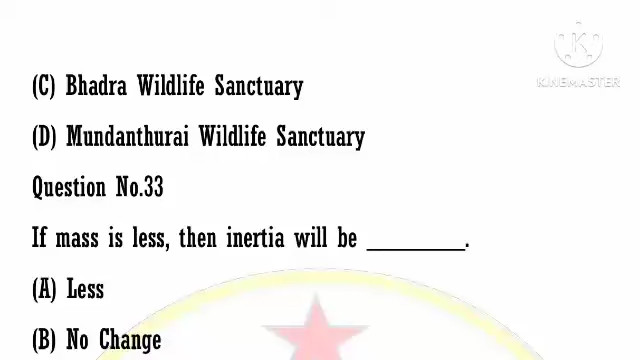 K
KINEMASTER
(C) Bhadra Wildlife Sanctuary
(D) Mundanthurai Wildlife Sanctuary
Question No.33
If mass is less, then inertia will be ________.
(A) Less
(B) No Change